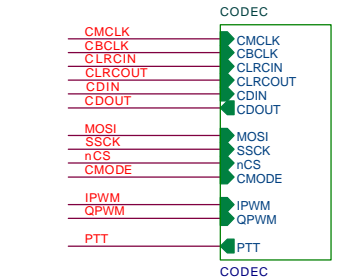 CODEC
CMCLK CMCLK
CBCLK CBCLK
CLRCIN CLRCIN
CLRCOUT CLRCOUT
CDIN CDIN
CDOUT CDOUT
MOSI MOSI
SSCK SSCK
nCS nCS
CMODE CMODE
IPWM IPWM
QPWM QPWM
PTT PTT
CODEC